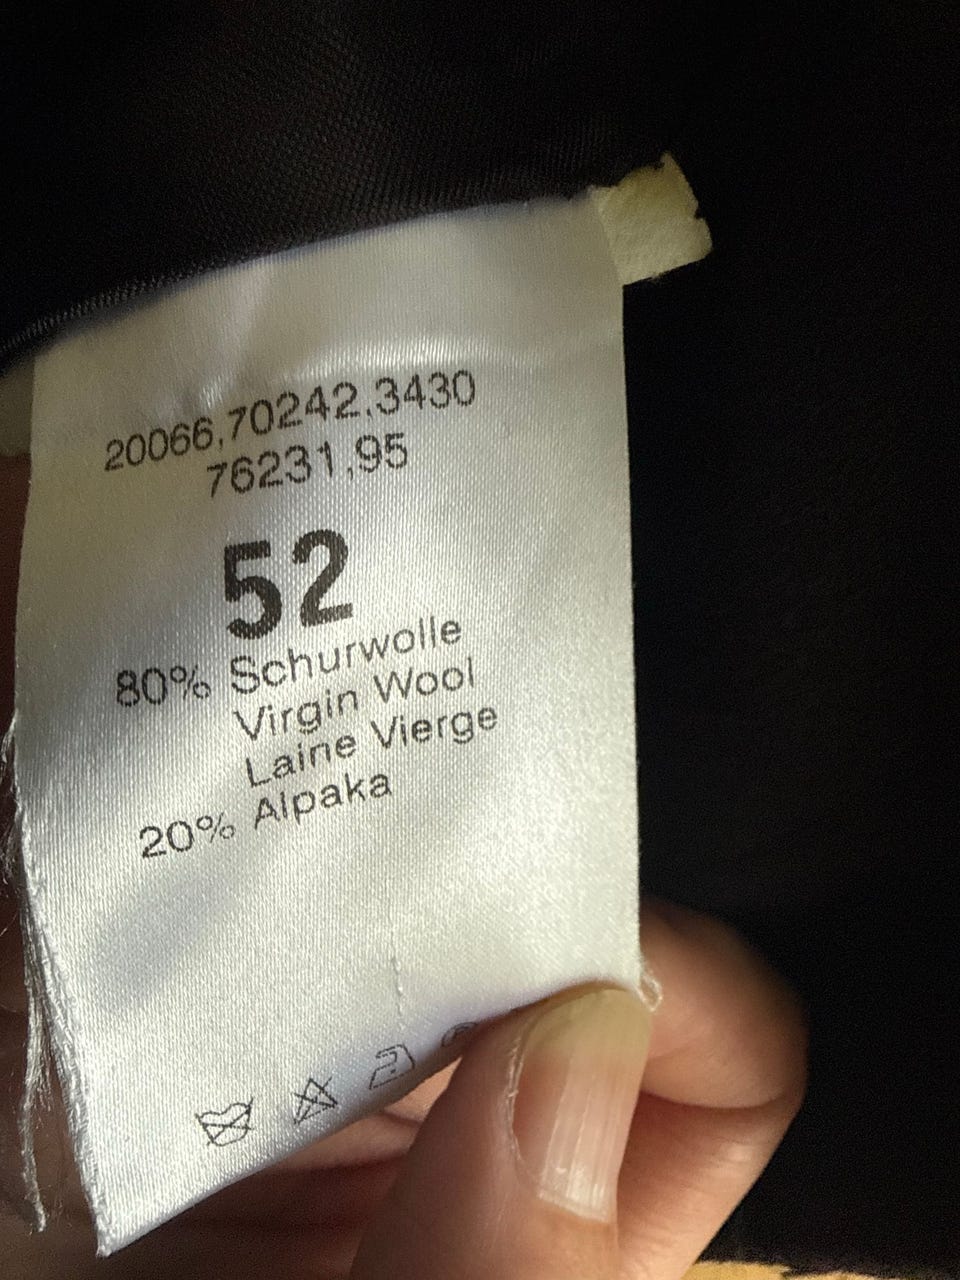 20066.70242.3430
76231.95
52
80% Schurwolle
Virgin Wool
Laine Vierge
20% Alpaka